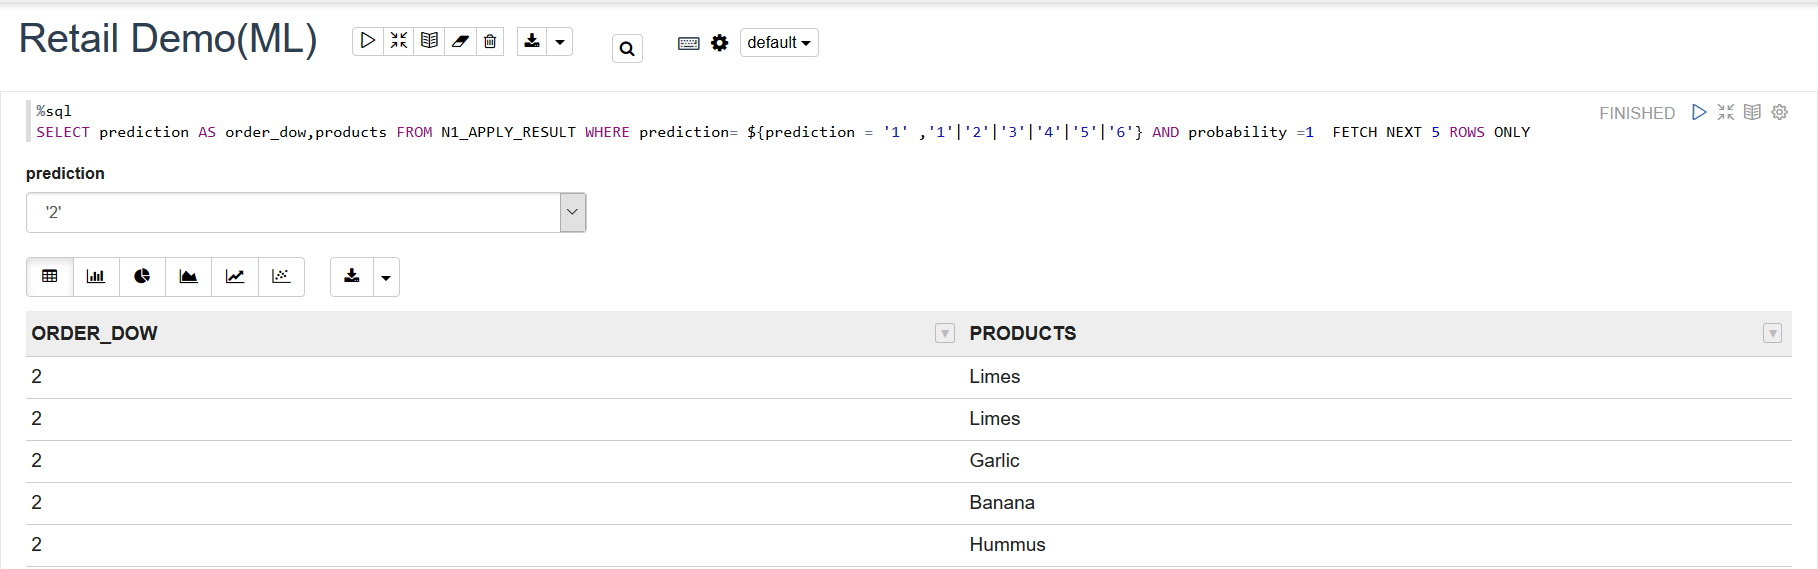 Retail Demo(ML)
default
%sql
FINISHED
SELECT prediction AS order_dow,products FROM N1_APPLY_RESULT WHERE prediction= ${prediction = '1' ,'1'|'2'|'3'|'4'|'5'|'6'} AND probability =1  FETCH NEXT 5 ROWS ONLY
prediction
'2'
ORDER_DOW PRODUCTS
2 Limes
2 Limes
2 Garlic
2 Banana
2 Hummus